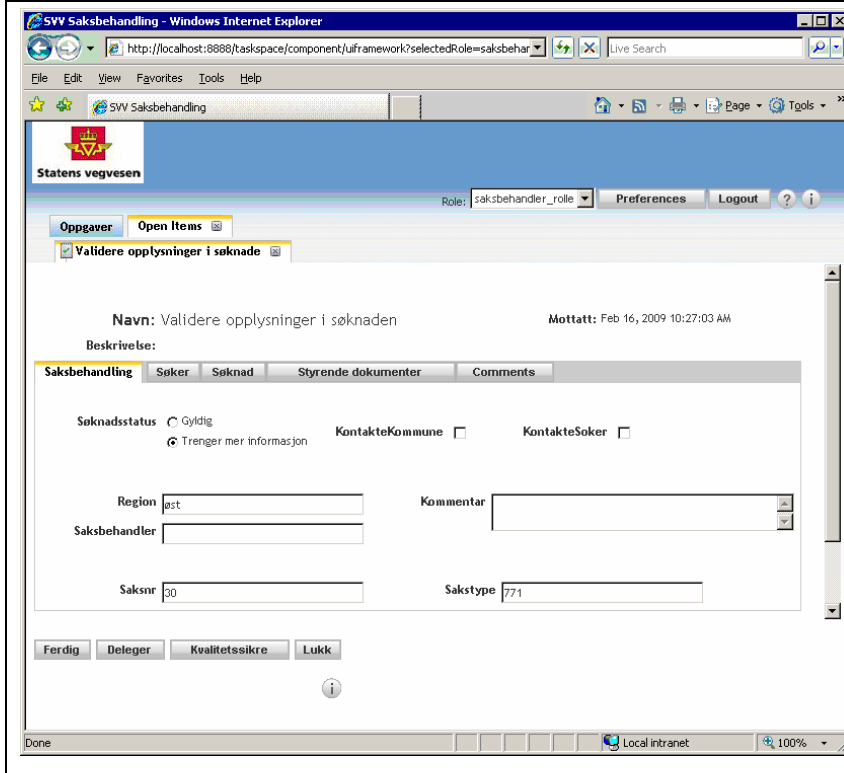 SVV Saksbehandling - Windows Internet Explorer
http://localhost:8888/taskspace/component/uiframework?selectedRole=saksbehar
Live Search
File Edit View Favorites Tools Help
SVV Saksbehandling
Page Tools »
Statens vegvesen
Role: saksbehandler_rolle Preferences Logout ? i
Oppgaver Open Items
Validere opplysninger i søknade
Navn: Validere opplysninger i søknaden Mottatt: Feb 16, 2009 10:27:03 AM
Beskrivelse:
Saksbehandling Søker Søknad Styrende dokumenter Comments
Søknadsstatus Gyldig
Trenger mer informasjon KontakteKommune KontakteSoker
Region øst Kommentar
Saksbehandler
Saksnr 30 Sakstype 771
Ferdig Deleger Kvalitetssikre Lukk
i
Done Local intranet 100%